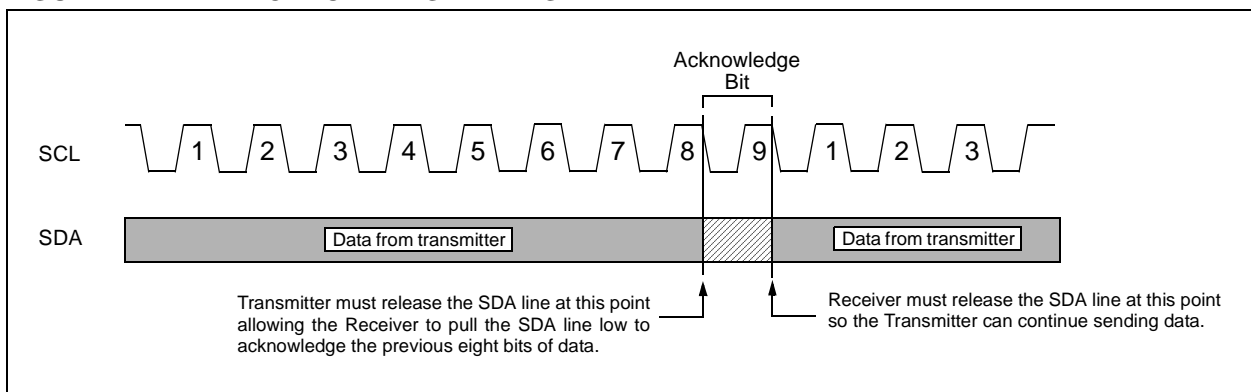 Acknowledge
Bit
SCL
1 2 3 4 5 6 7 8 9 1 2 3
SDA
Data from transmitter
Data from transmitter
Transmitter must release the SDA line at this point
allowing the Receiver to pull the SDA line low to
acknowledge the previous eight bits of data.
Receiver must release the SDA line at this point
so the Transmitter can continue sending data.